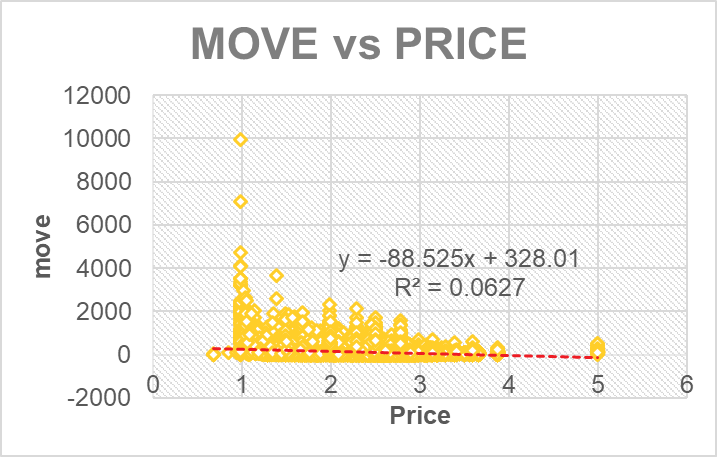 MOVE vs PRICE
12000
10000
8000
6000
4000
2000
0
-2000
move
y = -88.525x + 328.01
R² = 0.0627
0 1 2 3 4 5 6
Price